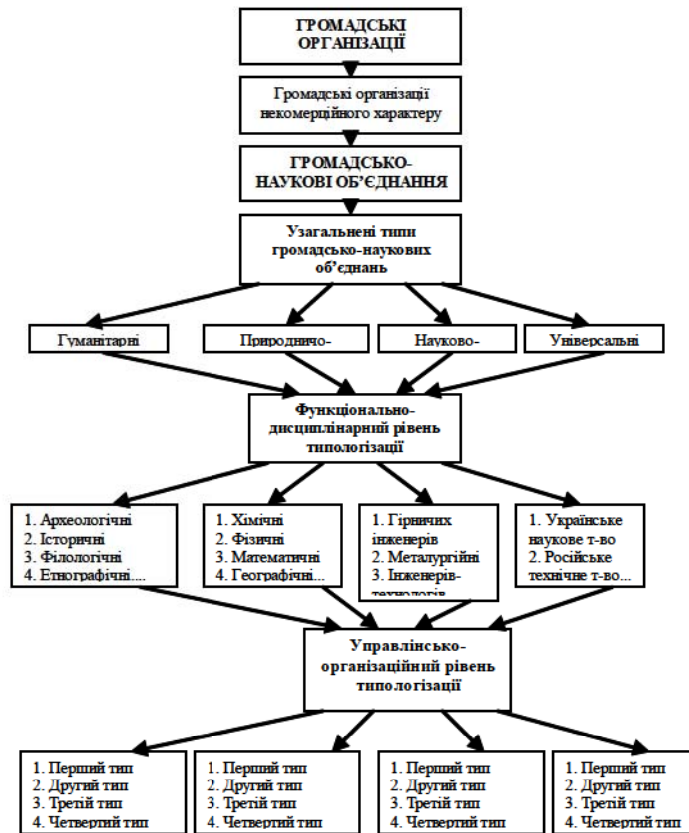 ГРОМАДСЬКІ
ОРГАНІЗАЦІЇ
Громадські організації
некомерційного характеру
ГРОМАДСЬКО-
НАУКОВІ ОБ’ЄДНАННЯ
Узагальнені типи
громадсько-наукових
об’єднань
Гуманітарні
Природничо-
Науково-
Універсальні
Функціонально-
дисциплінарний рівень
типологізації
1. Археологічні
2. Історичні
3. Філологічні
4. Етнографічні....
1. Хімічні
2. Фізичні
3. Математичні
4. Географічні...
1. Гірничих
інженерів
2. Металургійні
3. Інженерів-
технологів
1. Українське
наукове т-во
2. Російське
технічне т-во...
Управлінсько-
організаційний рівень
типологізації
1. Перший тип
2. Другий тип
3. Третій тип
4. Четвертий тип
1. Перший тип
2. Другий тип
3. Третій тип
4. Четвертий тип
1. Перший тип
2. Другий тип
3. Третій тип
4. Четвертий тип
1. Перший тип
2. Другий тип
3. Третій тип
4. Четвертий тип